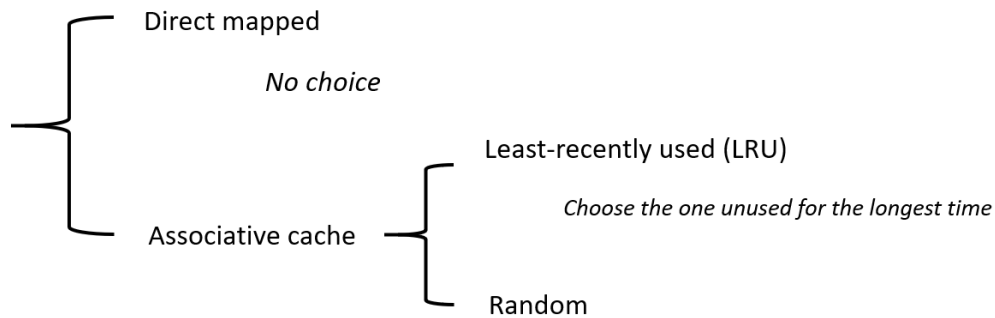 Direct mapped
No choice
Least-recently used (LRU)
Choose the one unused for the longest time
Associative cache
Random